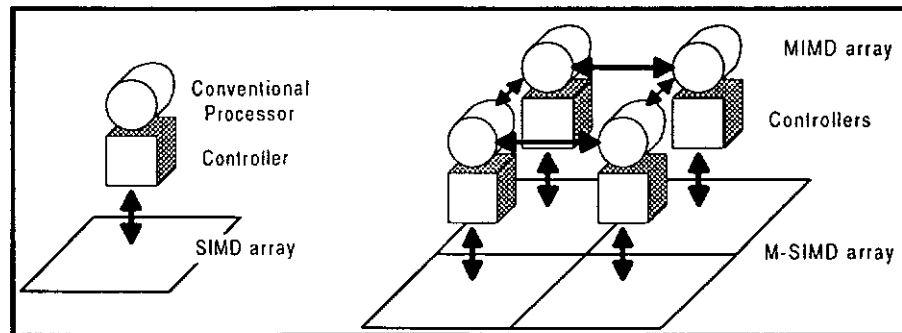 Conventional
Processor
Controller
SIMD array
MIMD array
Controllers
M-SIMD array